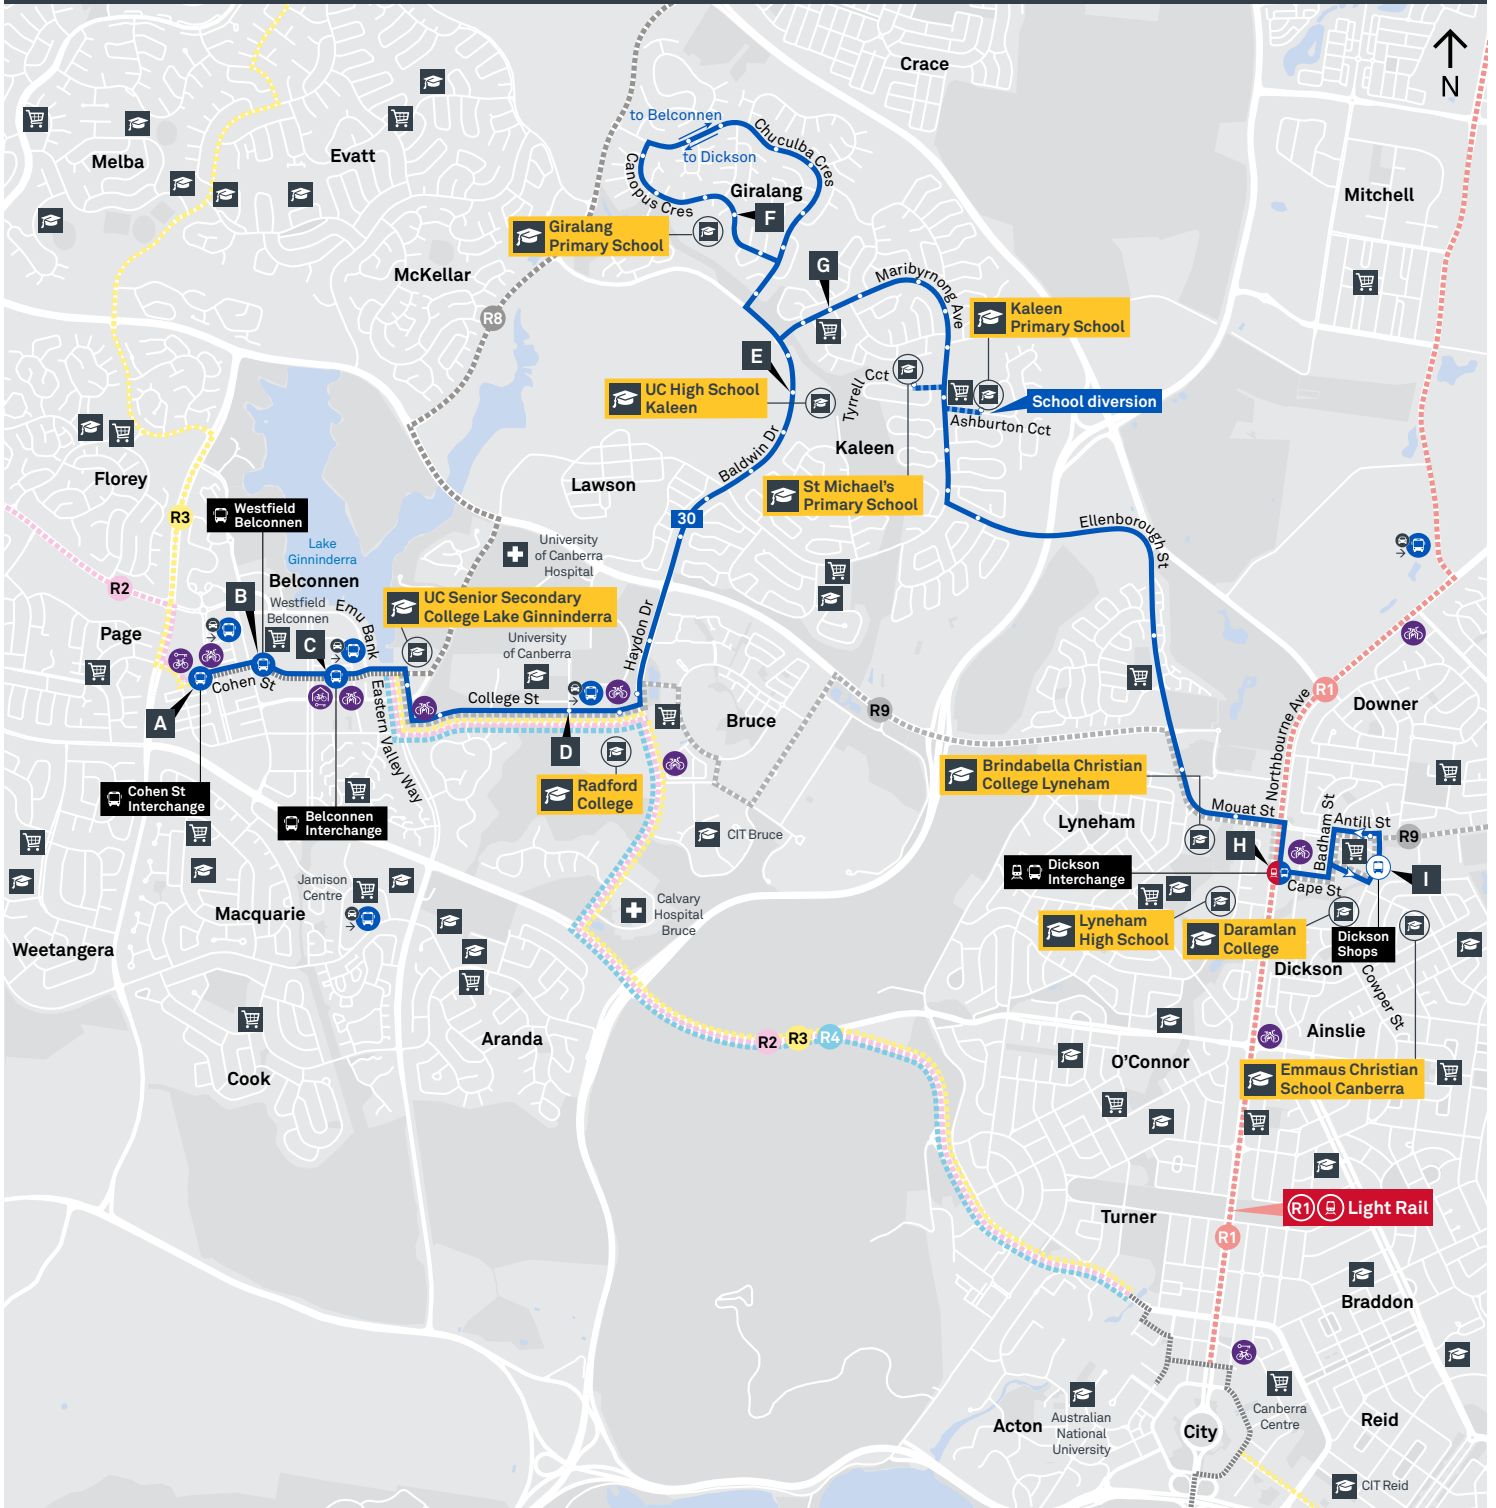 Crace
N
to Belconnen
Chuculba Cres
Melba
Evatt
to Dickson
Canopus Cres
Giralang
F
Mitchell
Giralang
Primary School
McKellar
G
Maribyrnong Ave
R8
Kaleen
Primary School
E
UC High School
Kaleen
Tyrrell Cct
School diversion
Ashburton Cct
Baldwin Dr
Kaleen
Florey
Lawson
St Michael's
Primary School
Westfield
Belconnen
R3
30
Ellenborough St
Lake
Ginninderra
University
of Canberra
Hospital
R2
Belconnen
B
Westfield
Belconnen
Emu Bank
UC Senior Secondary
College Lake Ginninderra
Page
C
University
of Canberra
Haydon Dr
Cohen St
College St
Eastern Valley Way
A
D
Bruce
R9
R1
Northbourne Ave
Downer
Brindabella Christian
College Lyneham
Radford
College
Cohen St
Interchange
Belconnen
Interchange
CIT Bruce
Lyneham
Mouat St
Badham St
Antill St
R9
H
Dickson
Interchange
Cape St
I
Jamison
Centre
Macquarie
Calvary
Hospital
Bruce
Lyneham
High School
Daramlan
College
Dickson
Shops
Weetangera
Dickson
Cowper St
Aranda
R2
R3
R4
Ainslie
O'Connor
Cook
Emmaus Christian
School Canberra
Turner
R1
Light Rail
R1
Braddon
Acton
Australian
National
University
City
Canberra
Centre
Reid
CIT Reid